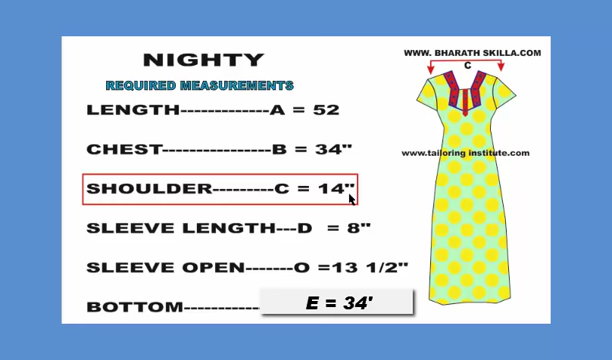 NIGHTY
WWW. BHARATH SKILLA.COM
C
REQUIRED MEASUREMENTS
LENGTH-------------A = 52
CHEST----------------B = 34"
www.tailoring institute.com
SHOULDER---------C = 14"
SLEEVE LENGTH---D = 8"
SLEEVE OPEN-------O =13 1/2"
BOTTOM-----------
E = 34'